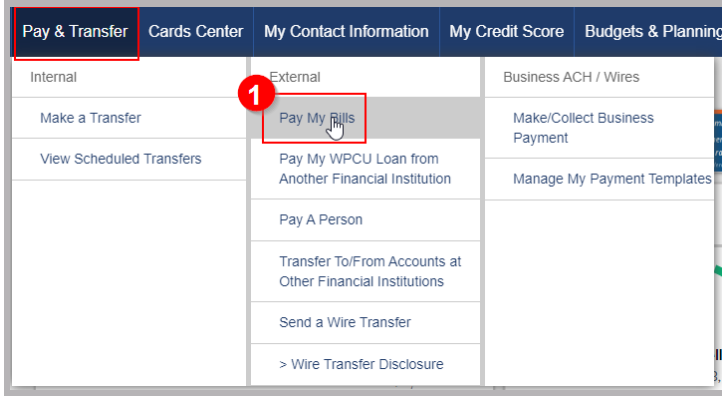 Pay & Transfer Cards Center My Contact Information My Credit Score Budgets & Planning
Internal
Make a Transfer
View Scheduled Transfers
External
1
Pay My Bills
Pay My WPCU Loan from
Another Financial Institution
Pay A Person
Transfer To/From Accounts at
Other Financial Institutions
Send a Wire Transfer
> Wire Transfer Disclosure
Business ACH / Wires
Make/Collect Business
Payment
Manage My Payment Templates